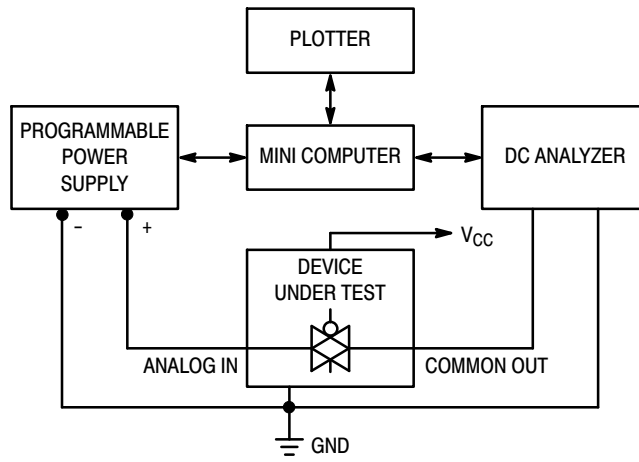 PLOTTER
PROGRAMMABLE
POWER
SUPPLY
MINI COMPUTER
DC ANALYZER
–
+
VCC
DEVICE
UNDER TEST
ANALOG IN
COMMON OUT
GND